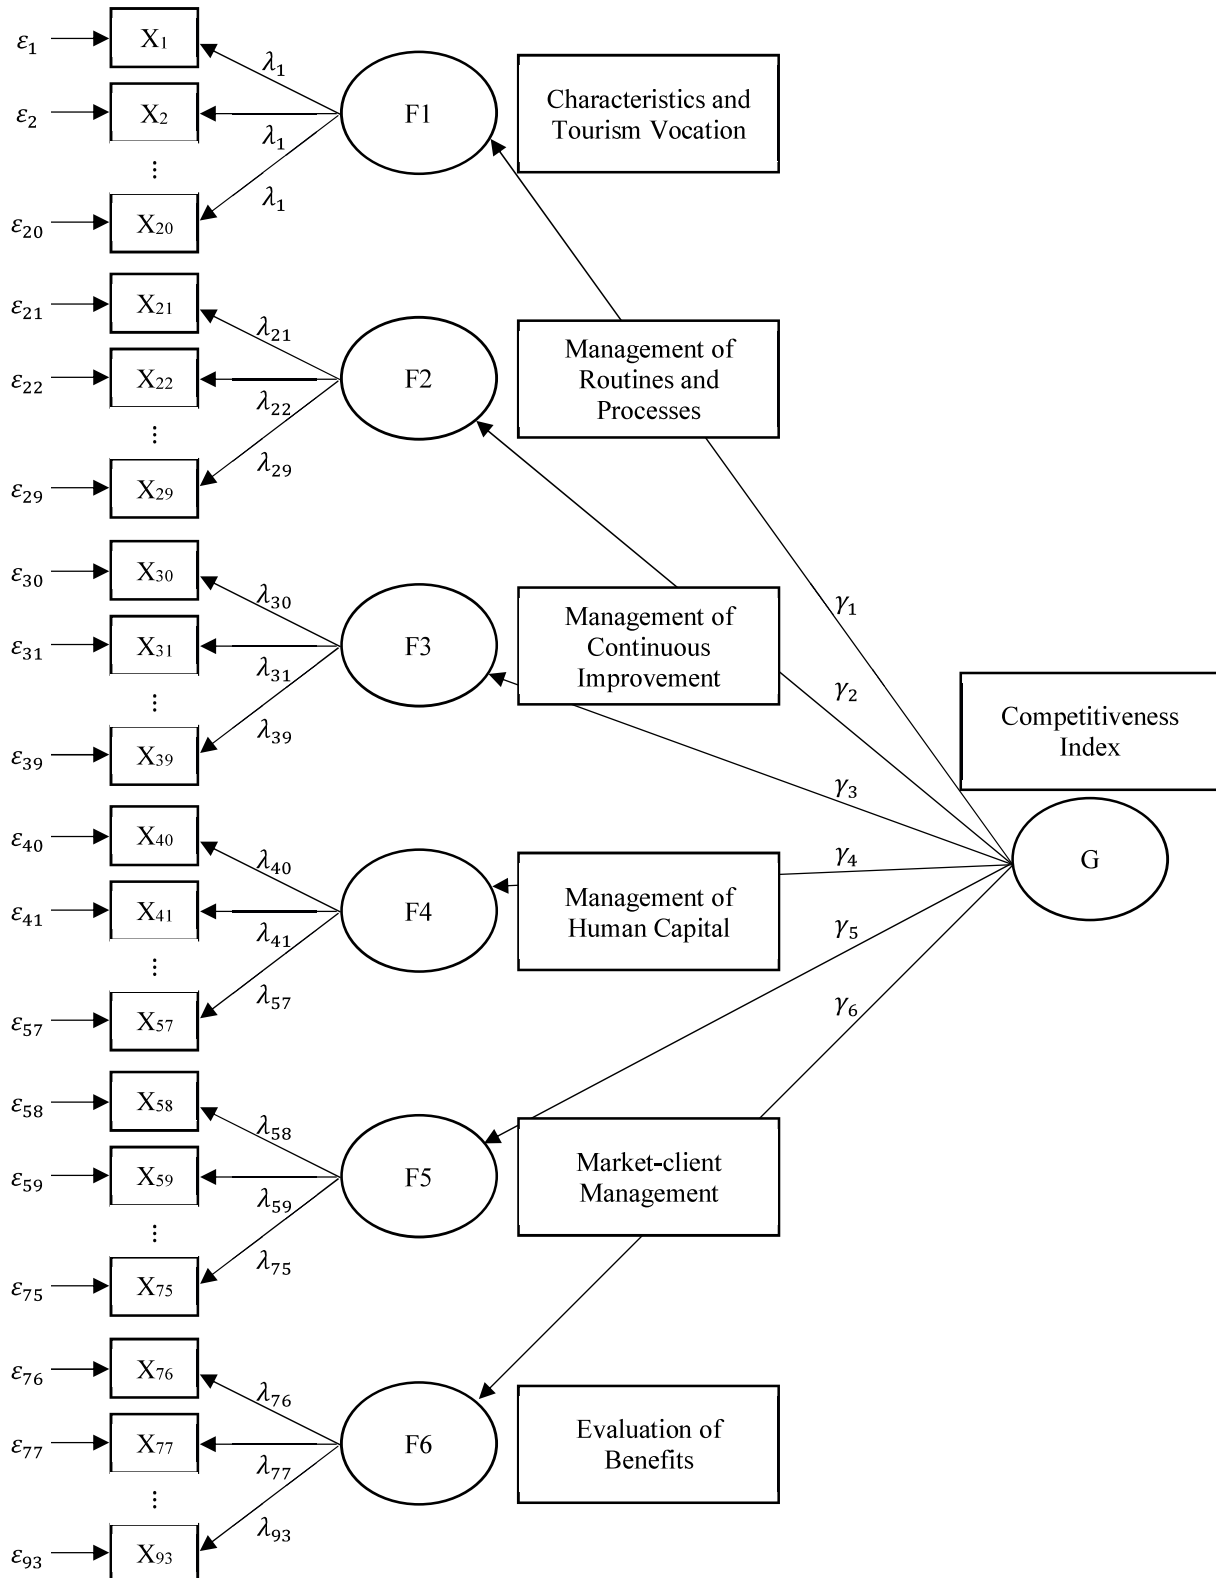 ε₁
X₁
λ₁
ε₂
X₂
λ₁
⋮
λ₁
ε₂₀
X₂₀
F1
Characteristics and
Tourism Vocation
ε₂₁
X₂₁
λ₂₁
ε₂₂
X₂₂
λ₂₂
⋮
λ₂₉
ε₂₉
X₂₉
F2
Management of
Routines and
Processes
ε₃₀
X₃₀
λ₃₀
ε₃₁
X₃₁
λ₃₁
⋮
λ₃₉
ε₃₉
X₃₉
F3
Management of
Continuous
Improvement
ε₄₀
X₄₀
λ₄₀
ε₄₁
X₄₁
λ₄₁
⋮
λ₅₇
ε₅₇
X₅₇
F4
Management of
Human Capital
ε₅₈
X₅₈
λ₅₈
ε₅₉
X₅₉
λ₅₉
⋮
λ₇₅
ε₇₅
X₇₅
F5
Market-client
Management
ε₇₆
X₇₆
λ₇₆
ε₇₇
X₇₇
λ₇₇
⋮
λ₉₃
ε₉₃
X₉₃
F6
Evaluation of
Benefits
γ₁
γ₂
γ₃
γ₄
γ₅
γ₆
Competitiveness
Index
G